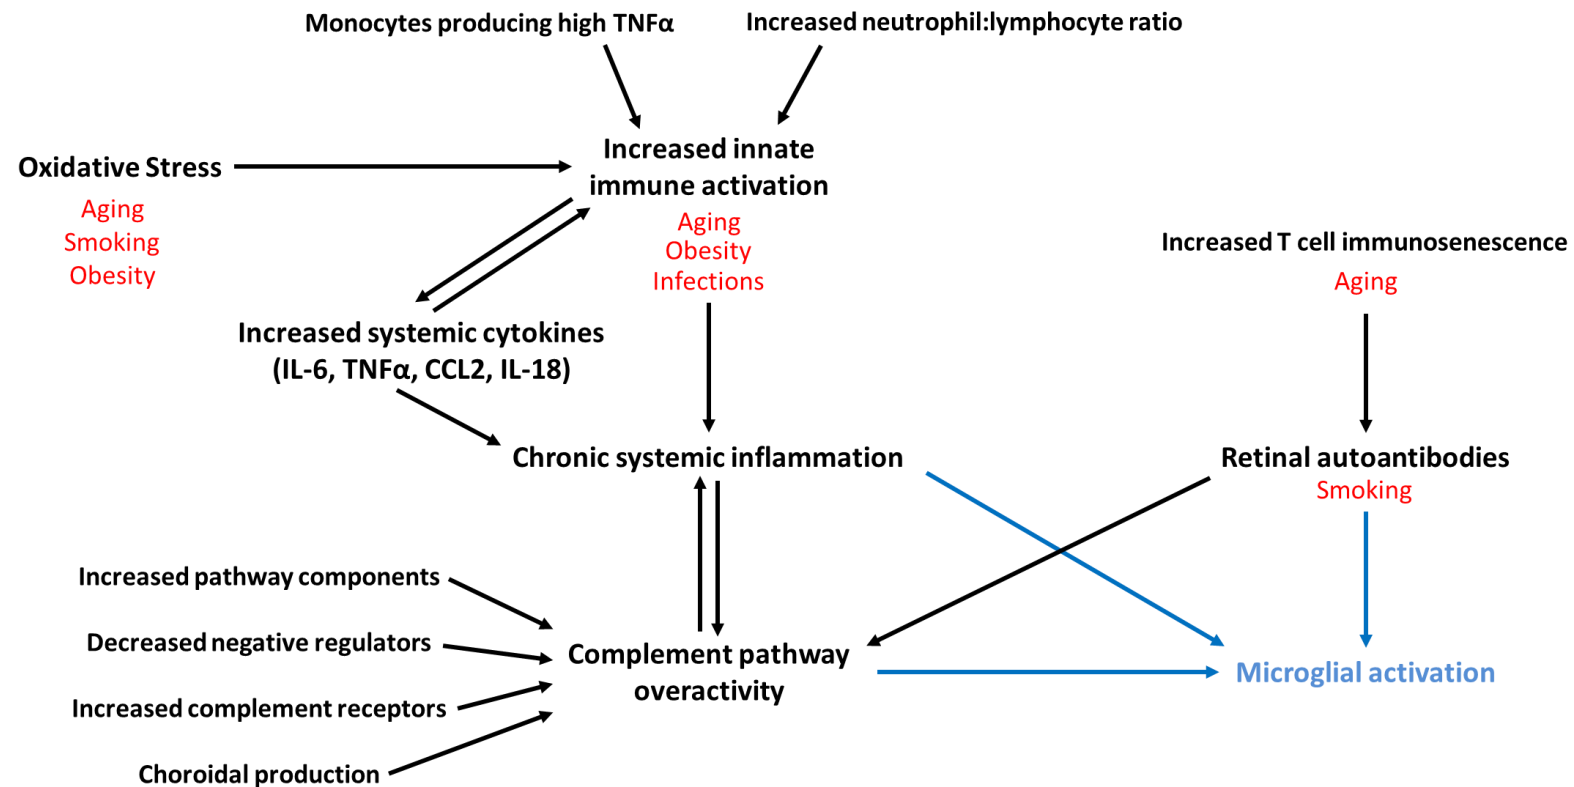 Monocytes producing high TNFα
Increased neutrophil:lymphocyte ratio
Increased innate
immune activation
Aging
Obesity
Infections
Oxidative Stress
Aging
Smoking
Obesity
Increased T cell immunosenescence
Aging
Increased systemic cytokines
(IL-6, TNFα, CCL2, IL-18)
Chronic systemic inflammation
Retinal autoantibodies
Smoking
Increased pathway components
Decreased negative regulators
Increased complement receptors
Choroidal production
Complement pathway
overactivity
Microglial activation